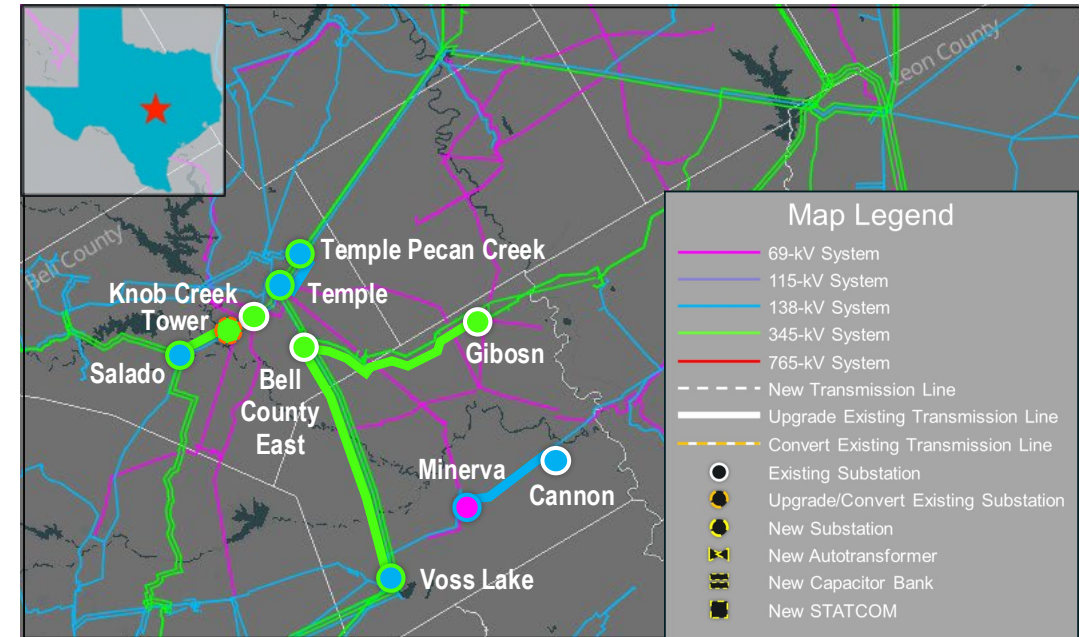 Leon County
Bell County
Temple Pecan Creek
Temple
Knob Creek
Tower
Salado
Bell
County
East
Gibosn
Minerva
Cannon
Voss Lake
Map Legend
69-kV System
115-kV System
138-kV System
345-kV System
765-kV System
New Transmission Line
Upgrade Existing Transmission Line
Convert Existing Transmission Line
Existing Substation
Upgrade/Convert Existing Substation
New Substation
New Autotransformer
New Capacitor Bank
New STATCOM